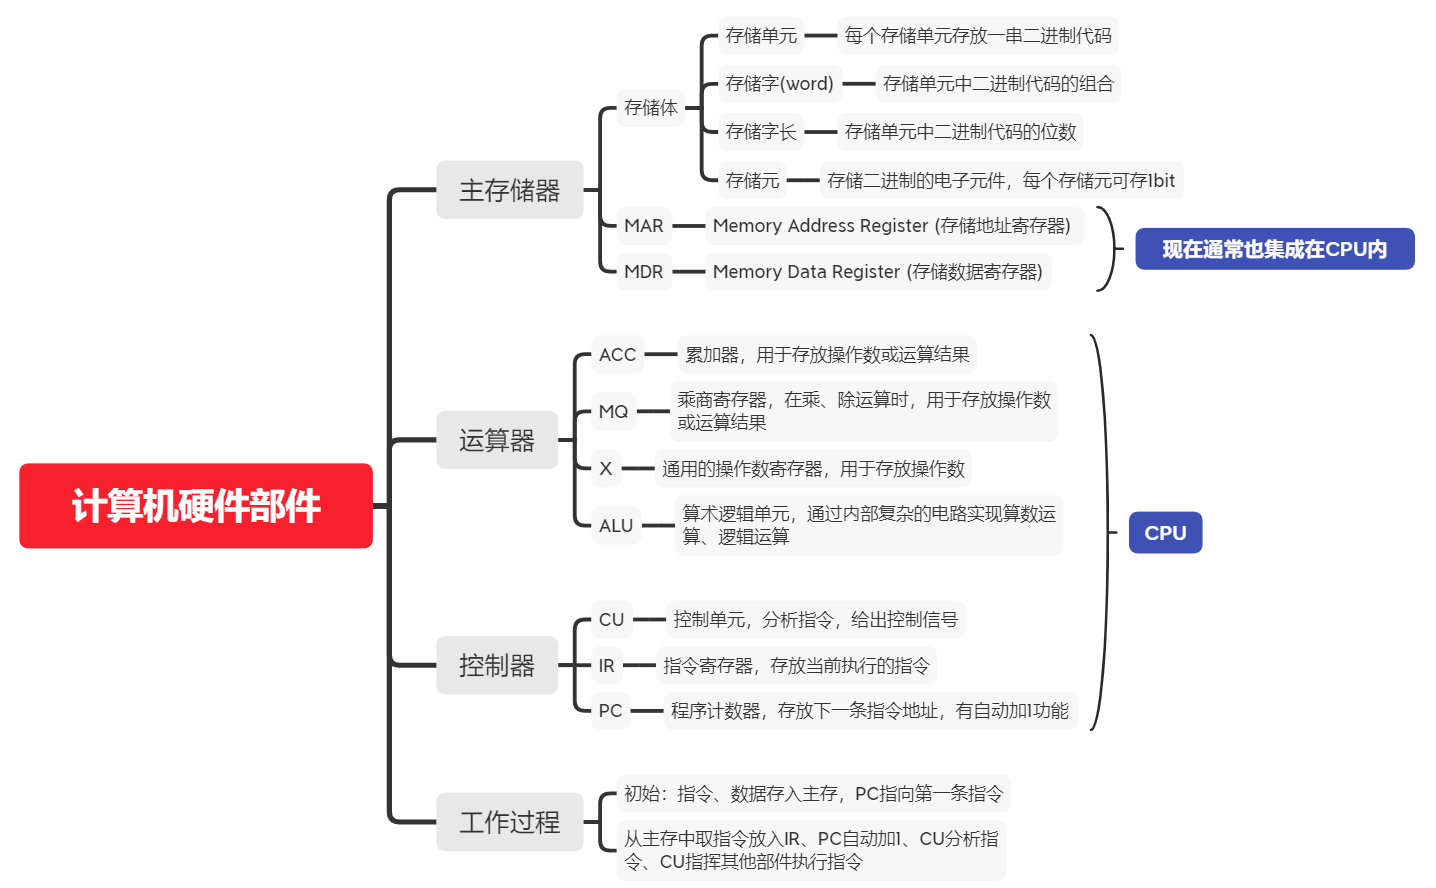 计算机硬件部件
主存储器
存储体
存储单元
每个存储单元存放一串二进制代码
存储字(word)
存储单元中二进制代码的组合
存储字长
存储单元中二进制代码的位数
存储元
存储二进制的电子元件，每个存储元可存1bit
MAR
Memory Address Register (存储地址寄存器)
MDR
Memory Data Register (存储数据寄存器)
现在通常也集成在CPU内
运算器
ACC
累加器，用于存放操作数或运算结果
MQ
乘商寄存器，在乘、除运算时，用于存放操作数
或运算结果
X
通用的操作数寄存器，用于存放操作数
ALU
算术逻辑单元，通过内部复杂的电路实现算数运
算、逻辑运算
控制器
CU
控制单元，分析指令，给出控制信号
IR
指令寄存器，存放当前执行的指令
PC
程序计数器，存放下一条指令地址，有自动加1功能
CPU
工作过程
初始：指令、数据存入主存，PC指向第一条指令
从主存中取指令放入IR、PC自动加1、CU分析指
令、CU指挥其他部件执行指令